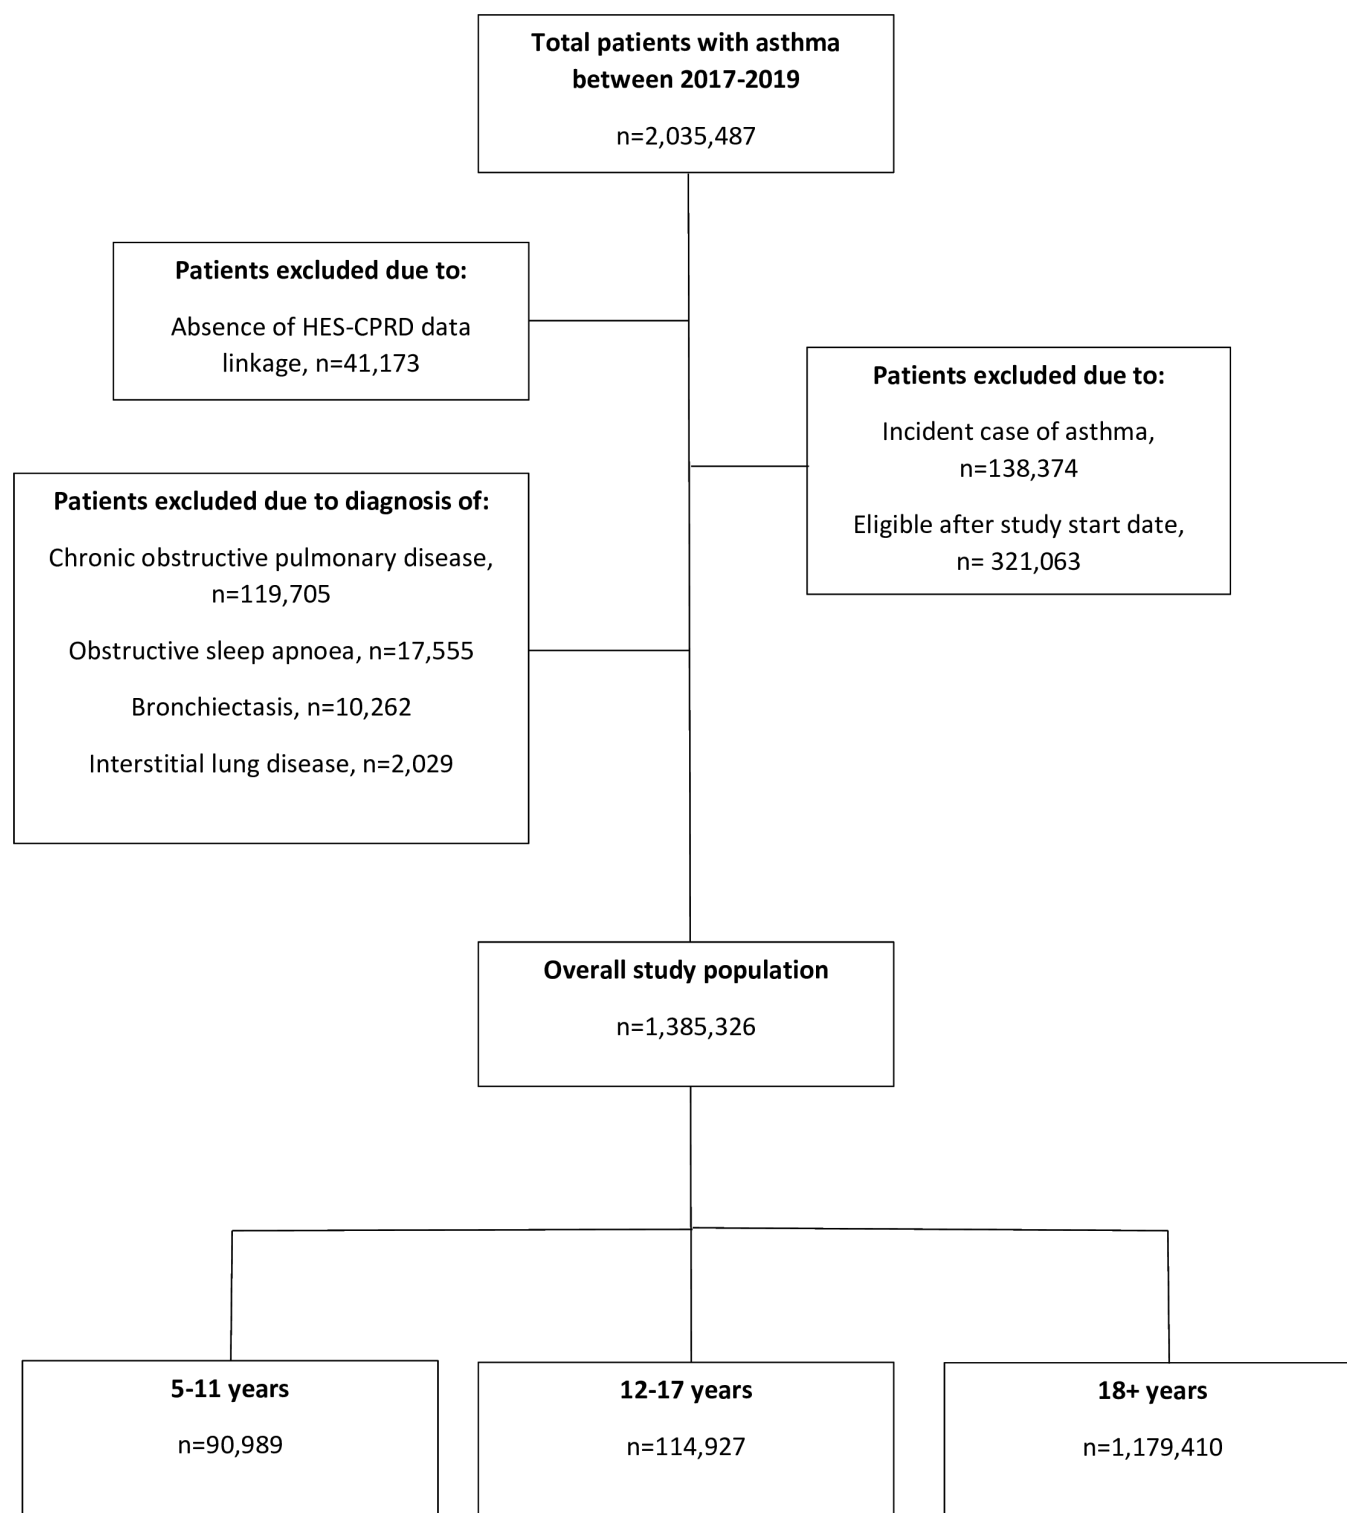 Total patients with asthma
between 2017-2019
n=2,035,487
Patients excluded due to:
Absence of HES-CPRD data
linkage, n=41,173
Patients excluded due to:
Incident case of asthma,
n=138,374
Eligible after study start date,
n= 321,063
Patients excluded due to diagnosis of:
Chronic obstructive pulmonary disease,
n=119,705
Obstructive sleep apnoea, n=17,555
Bronchiectasis, n=10,262
Interstitial lung disease, n=2,029
Overall study population
n=1,385,326
5-11 years
n=90,989
12-17 years
n=114,927
18+ years
n=1,179,410